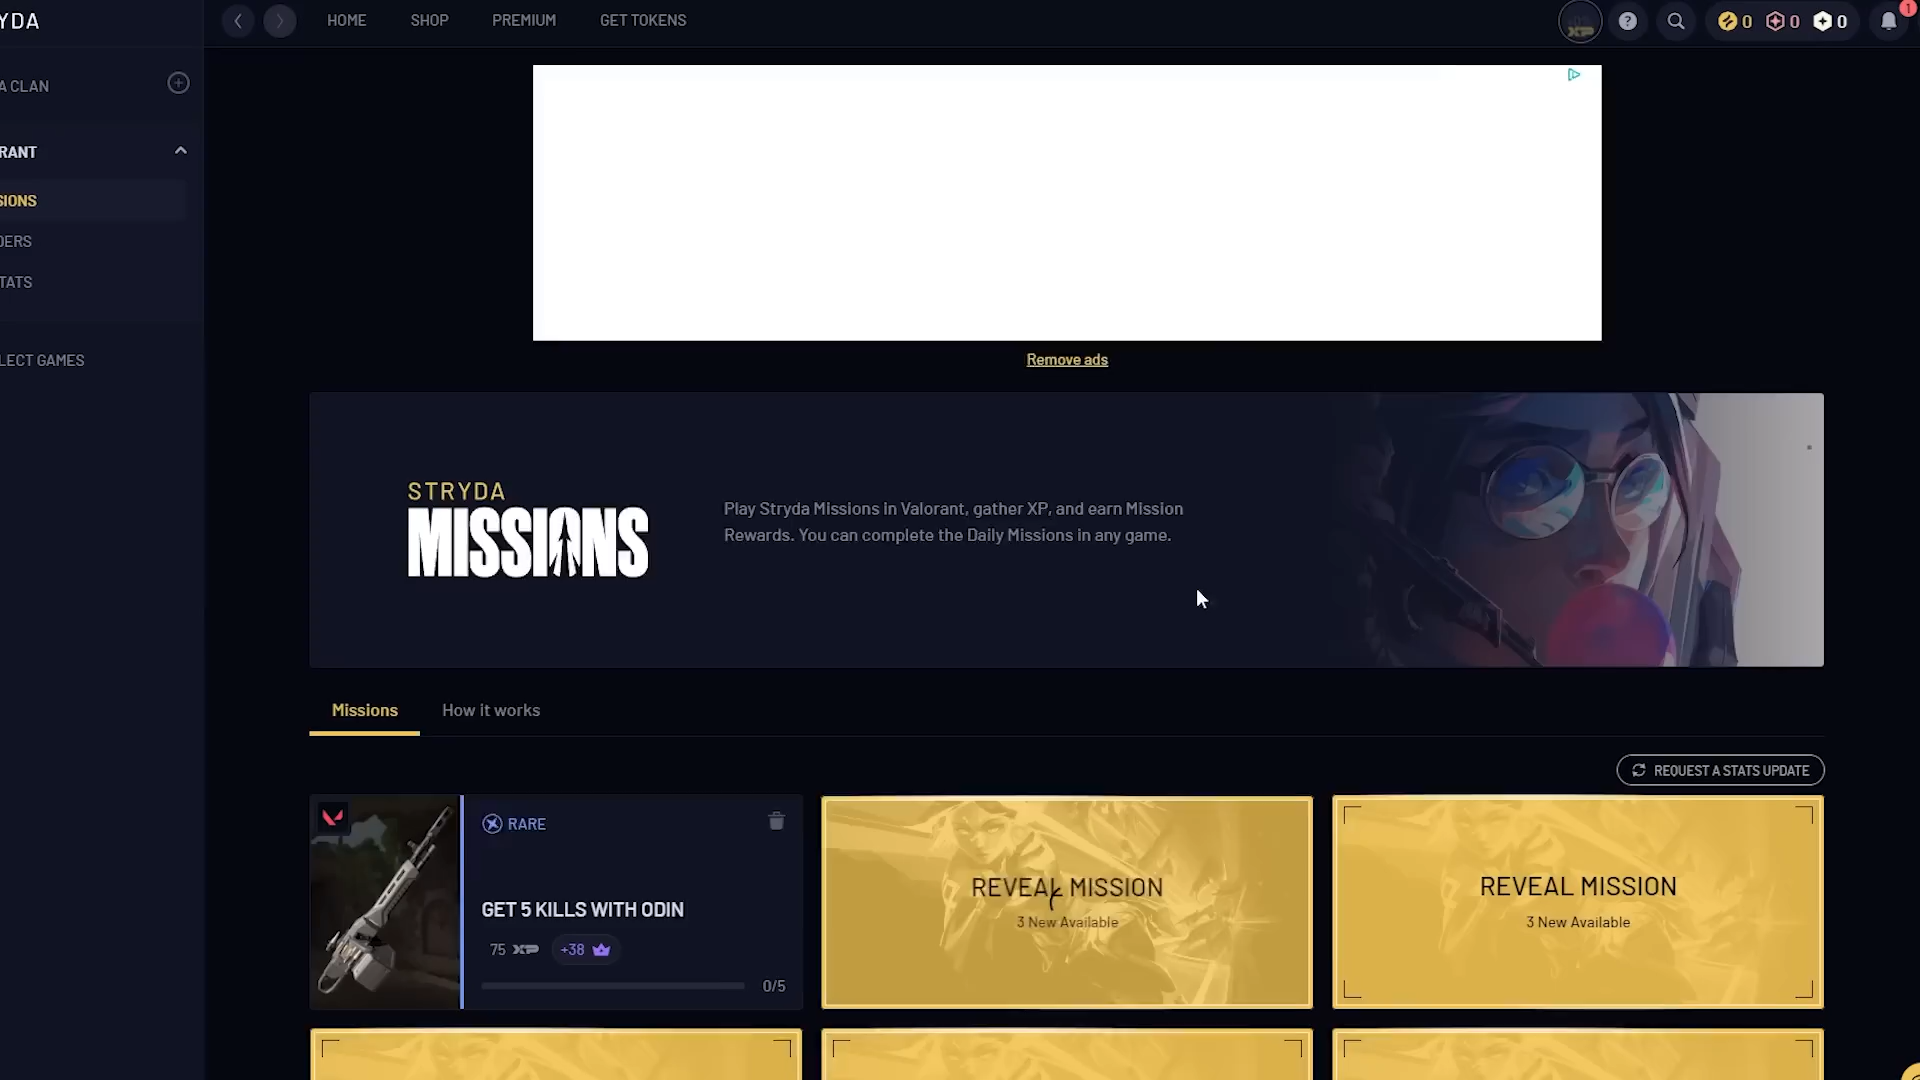 YDA
HOME
SHOP
PREMIUM
GET TOKENS
0
0
0
1
A CLAN
RANT
SIONS
DERS
TATS
LECT GAMES
Remove ads
STRYDA
MISSIONS
Play Stryda Missions in Valorant, gather XP, and earn Mission
Rewards. You can complete the Daily Missions in any game.
Missions
How it works
REQUEST A STATS UPDATE
RARE
GET 5 KILLS WITH ODIN
75 XP +38
0/5
REVEAL MISSION
3 New Available
REVEAL MISSION
3 New Available